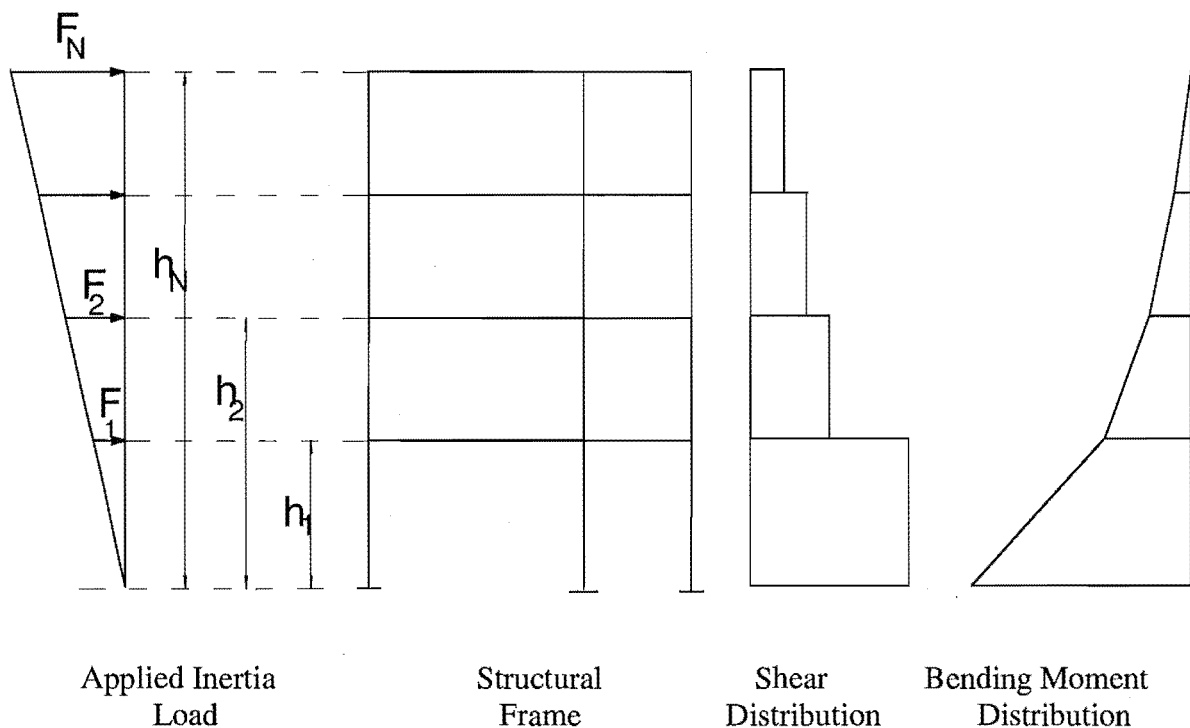 F_N
h_N
F_2
h_2
F_1
h_1
Applied Inertia
Load
Structural
Frame
Shear
Distribution
Bending Moment
Distribution